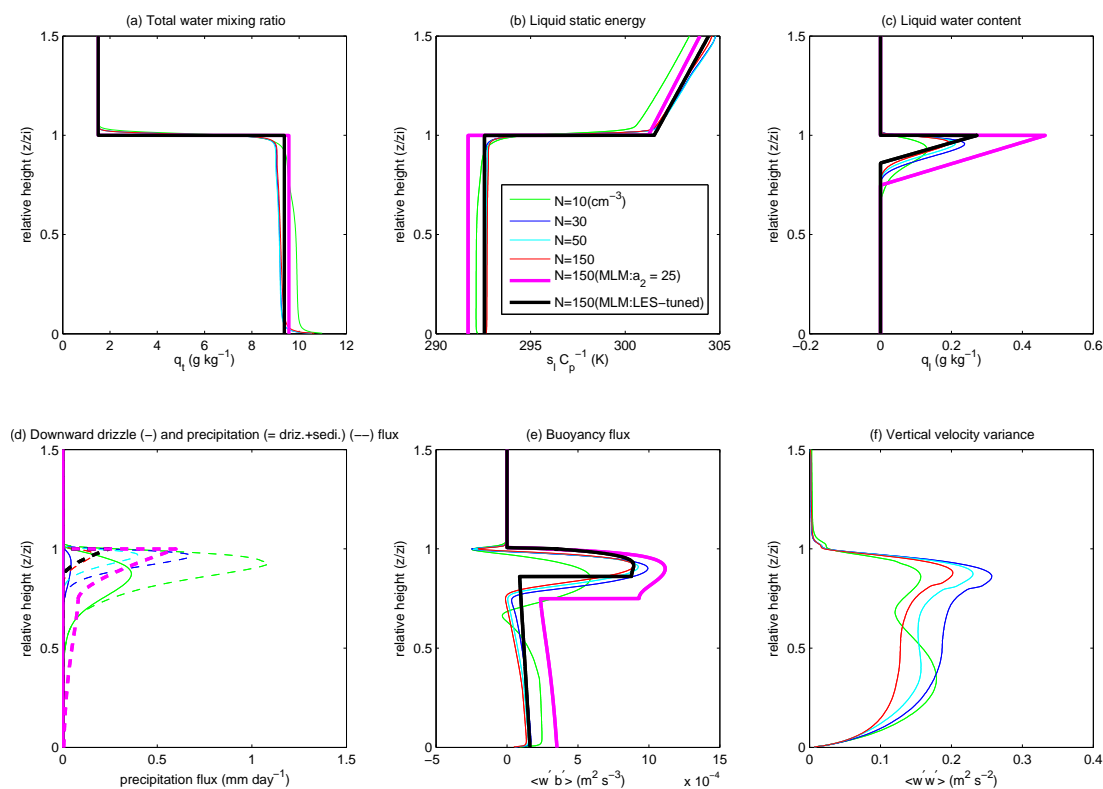 (a) Total water mixing ratio
(b) Liquid static energy
(c) Liquid water content
1.5
1
0.5
0
relative height (z/zi)
0 2 4 6 8 10 12
q_t (g kg⁻¹)
1.5
1
0.5
0
relative height (z/zi)
290 295 300 305
s_l C_p⁻¹ (K)
N=10(cm⁻³)
N=30
N=50
N=150
N=150(MLM:a₂ = 25)
N=150(MLM:LES−tuned)
1.5
1
0.5
0
relative height (z/zi)
−0.2 0 0.2 0.4 0.6
q_l (g kg⁻¹)
(d) Downward drizzle (−) and precipitation (= driz.+sedi.) (−−) flux
(e) Buoyancy flux
(f) Vertical velocity variance
1.5
1
0.5
0
relative height (z/zi)
0 0.5 1 1.5
precipitation flux (mm day⁻¹)
1.5
1
0.5
0
relative height (z/zi)
−5 0 5 10 15
<w′b′> (m² s⁻³)
x 10⁻⁴
1.5
1
0.5
0
relative height (z/zi)
0 0.1 0.2 0.3 0.4
<w′w′> (m² s⁻²)